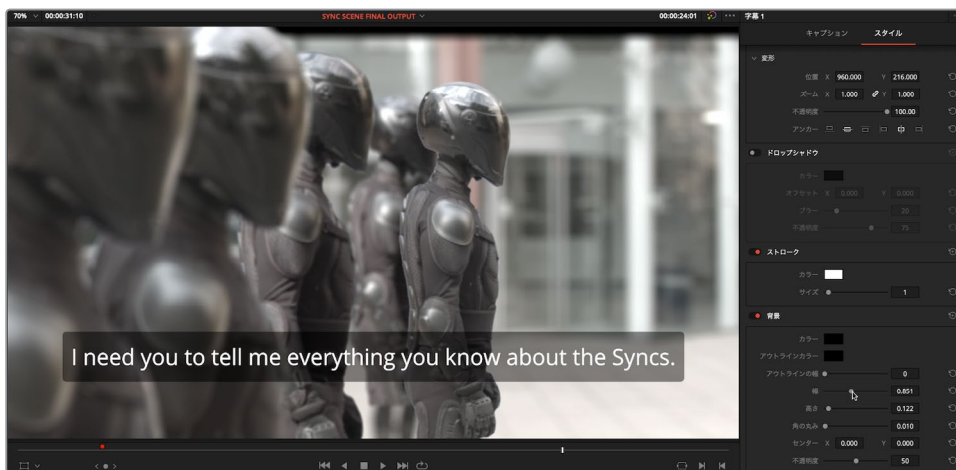 70% 00:00:31:10 SYNC SCENE FINAL OUTPUT 00:00:24:01 字幕 1
キャプション スタイル
変形
位置 X 960.000 Y 216.000
ズーム X 1.000 Y 1.000
不透明度 100.00
アンカー
ドロップシャドウ
カラー
オフセット X 0.000 Y 0.000
ブラー 20
不透明度 75
ストローク
カラー
サイズ 1
背景
カラー
アウトラインカラー
アウトラインの幅 0
幅 0.851
高さ 0.122
角の丸み 0.010
センター X 0.000 Y 0.000
不透明度 50
I need you to tell me everything you know about the Syncs.